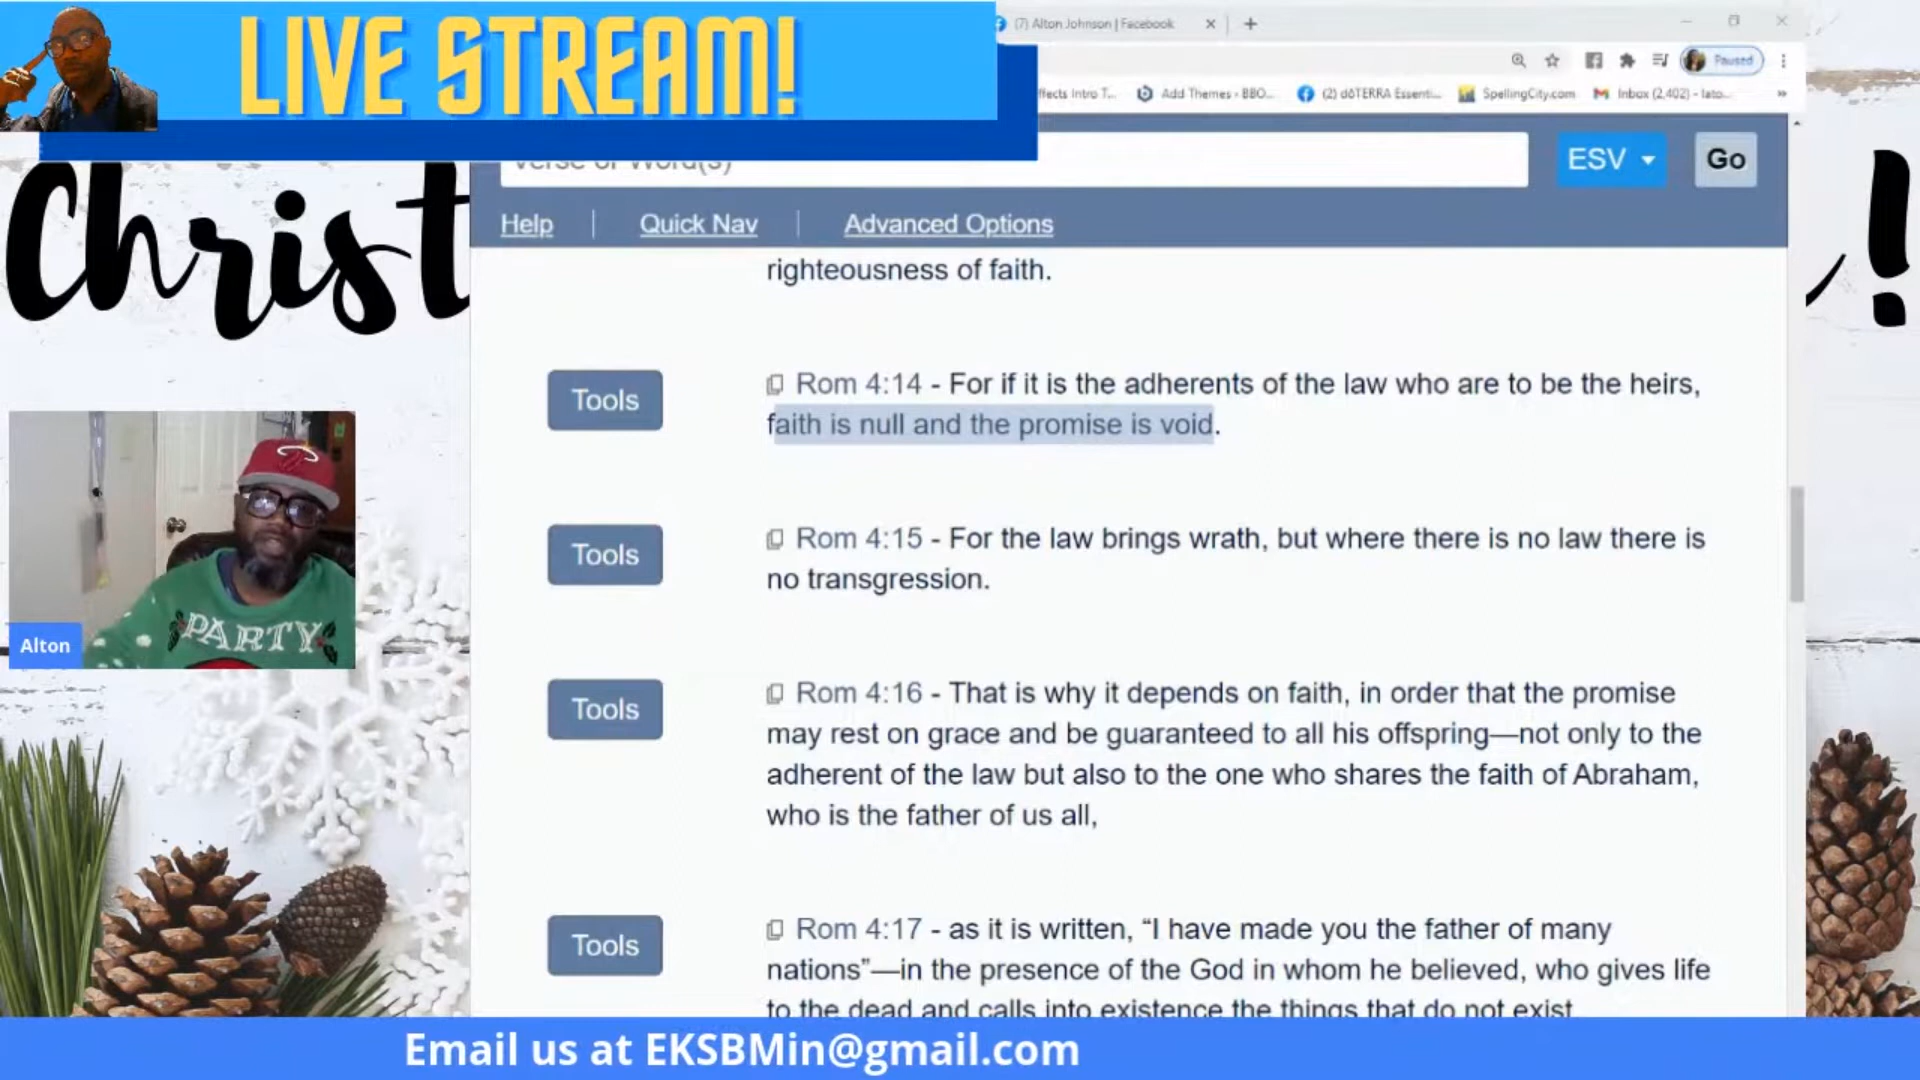 LIVE STREAM!
(7) Alton Johnson | Facebook
Paused
ffects Intro T...
Add Themes - BBO...
(2) dōTERRA Essenti...
SpellingCity.com
Inbox (2,402) - lato...
Verse or Word(s)
ESV
Go
Help
Quick Nav
Advanced Options
Christ
!
righteousness of faith.
Tools
Rom 4:14 - For if it is the adherents of the law who are to be the heirs,
faith is null and the promise is void.
Tools
Rom 4:15 - For the law brings wrath, but where there is no law there is
no transgression.
PARTY
Alton
Tools
Rom 4:16 - That is why it depends on faith, in order that the promise
may rest on grace and be guaranteed to all his offspring—not only to the
adherent of the law but also to the one who shares the faith of Abraham,
who is the father of us all,
Tools
Rom 4:17 - as it is written, “I have made you the father of many
nations”—in the presence of the God in whom he believed, who gives life
to the dead and calls into existence the things that do not exist
Email us at EKSBMin@gmail.com